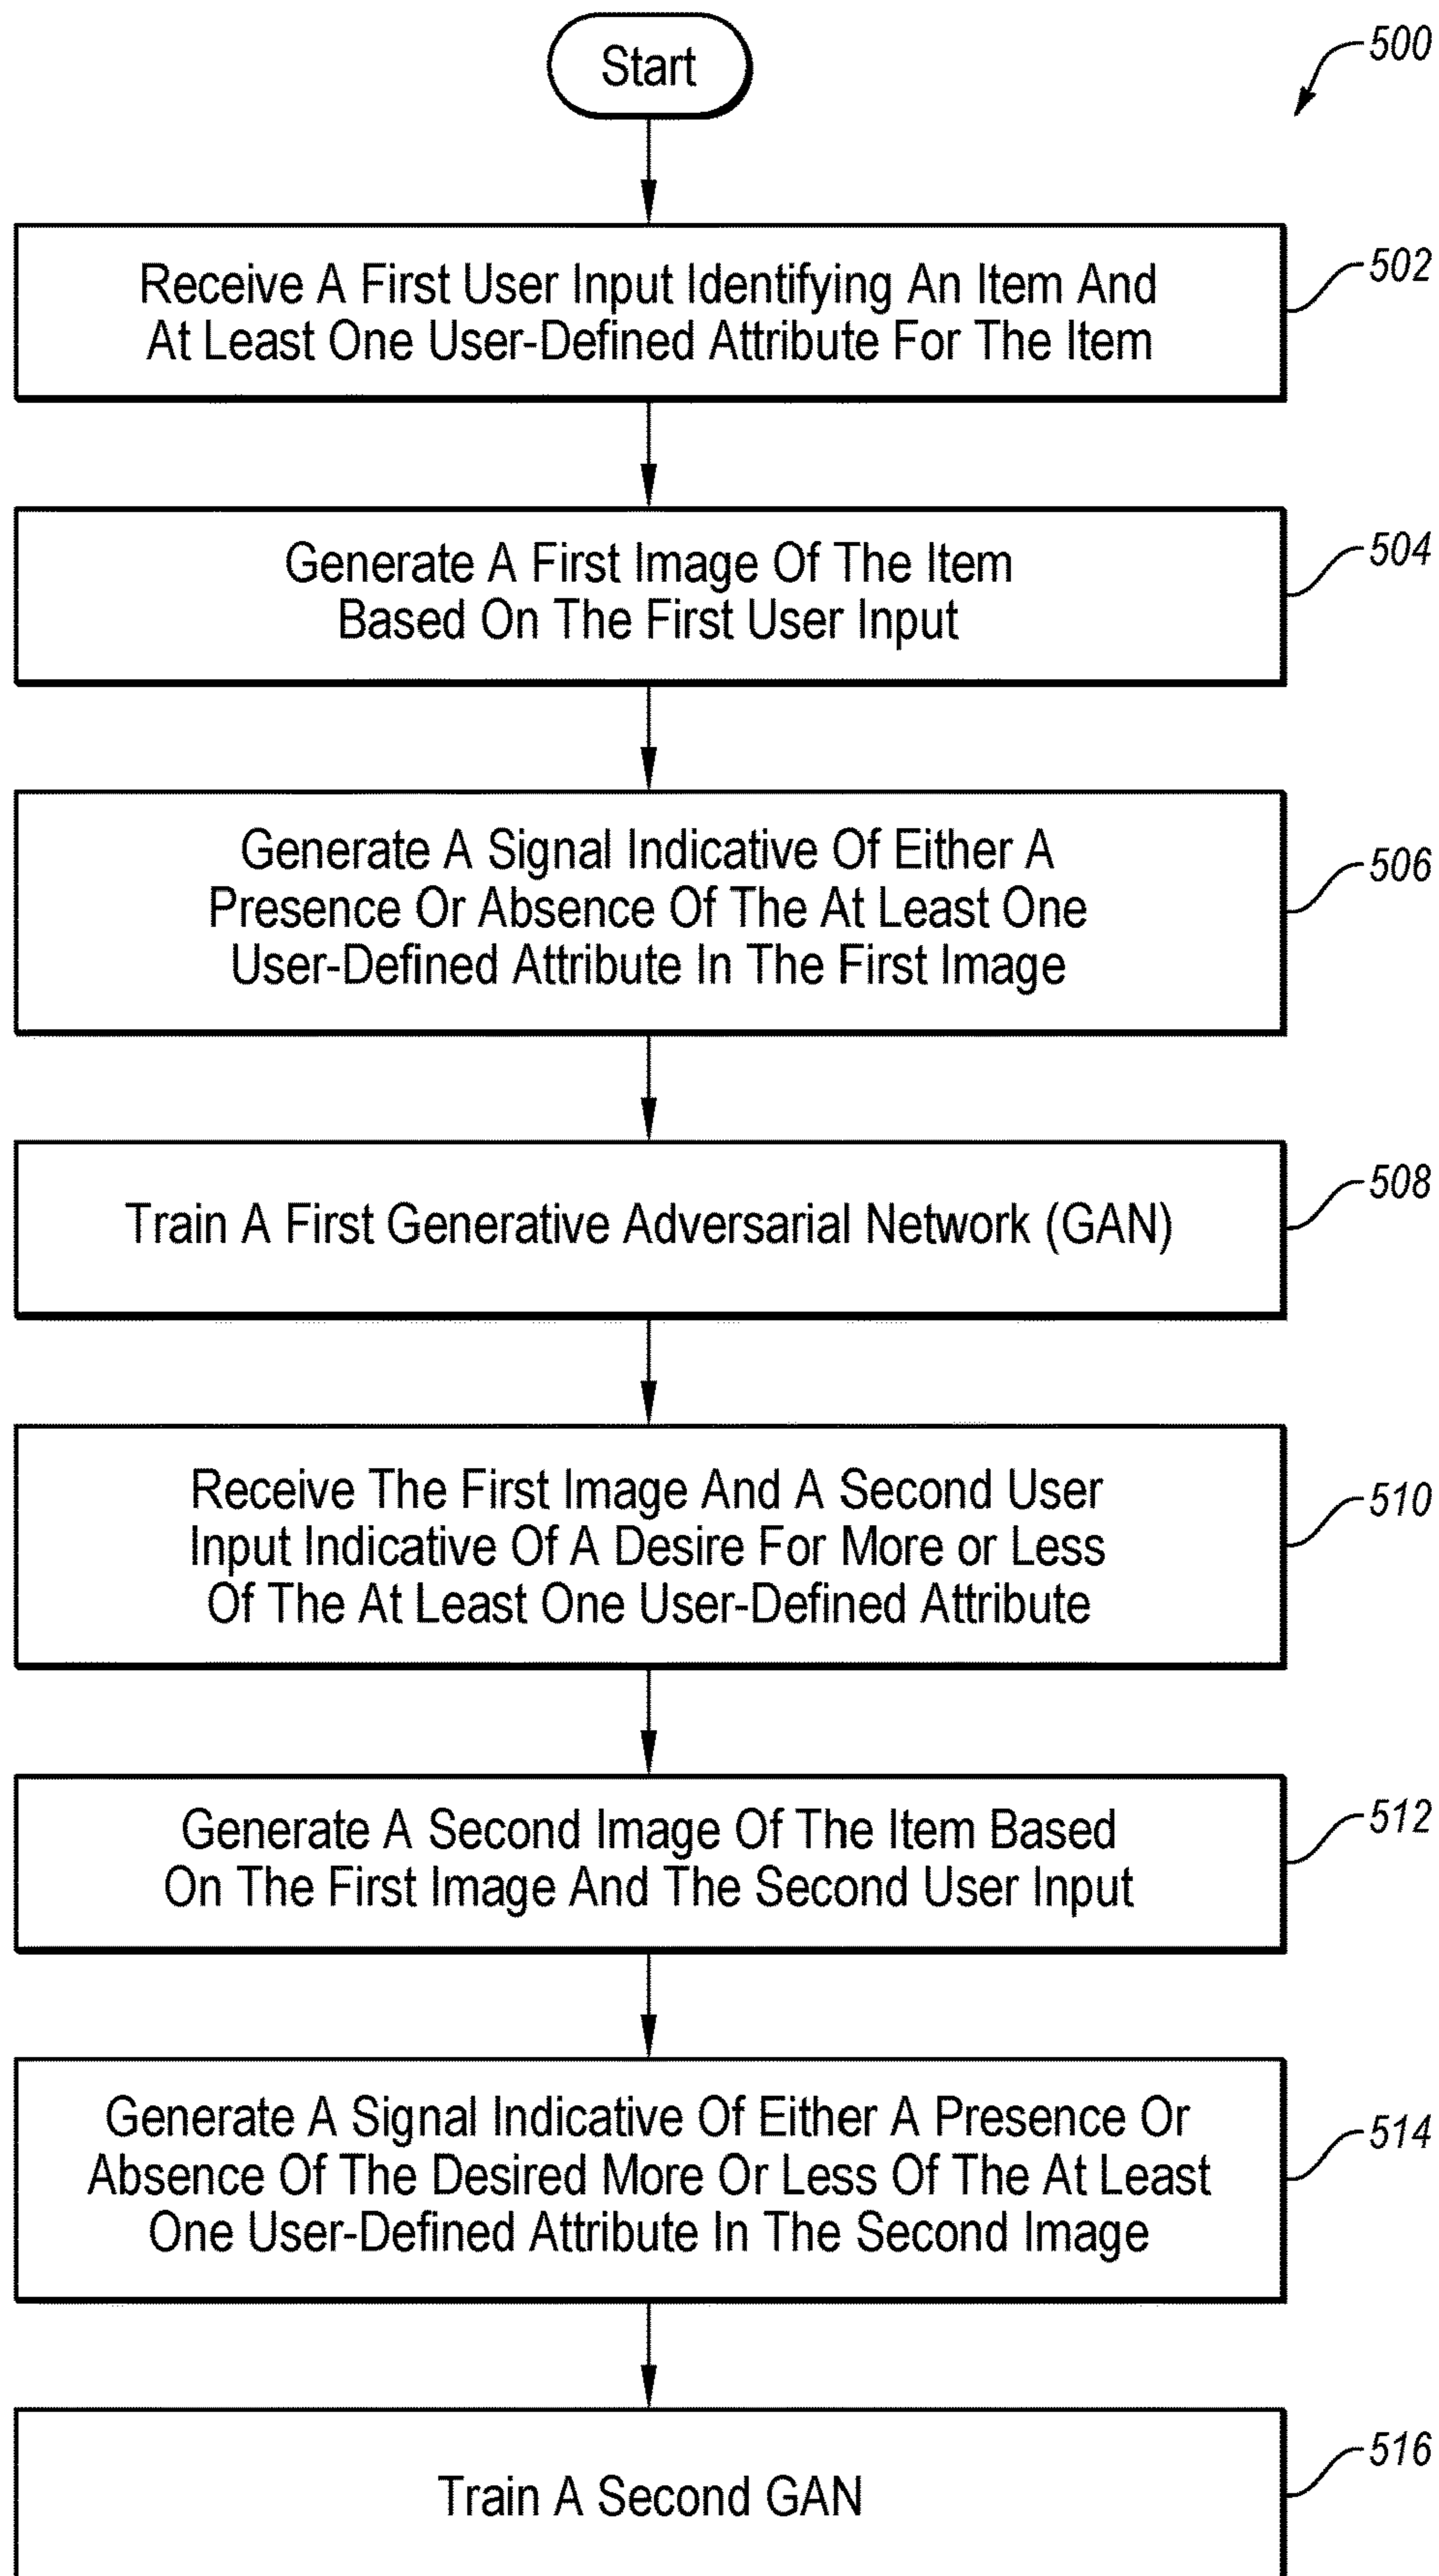 Start
500
Receive A First User Input Identifying An Item And
At Least One User-Defined Attribute For The Item
502
Generate A First Image Of The Item
Based On The First User Input
504
Generate A Signal Indicative Of Either A
Presence Or Absence Of The At Least One
User-Defined Attribute In The First Image
506
Train A First Generative Adversarial Network (GAN)
508
Receive The First Image And A Second User
Input Indicative Of A Desire For More or Less
Of The At Least One User-Defined Attribute
510
Generate A Second Image Of The Item Based
On The First Image And The Second User Input
512
Generate A Signal Indicative Of Either A Presence Or
Absence Of The Desired More Or Less Of The At Least
One User-Defined Attribute In The Second Image
514
Train A Second GAN
516